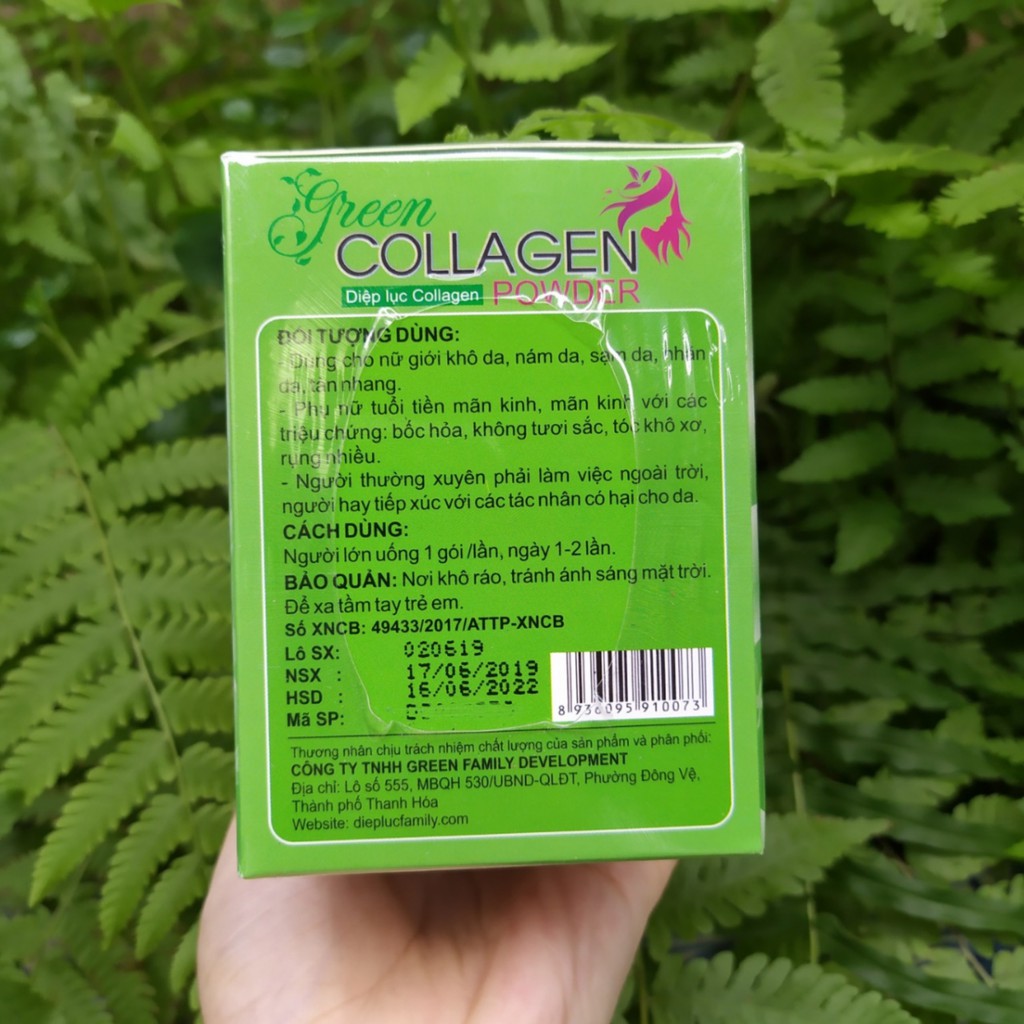 Green
COLLAGEN
Diệp lục Collagen POWDER
ĐỐI TƯỢNG DÙNG:
- Dùng cho nữ giới khô da, nám da, sạm da, nhăn
da, tàn nhang.
- Phụ nữ tuổi tiền mãn kinh, mãn kinh với các
triệu chứng: bốc hỏa, không tươi sắc, tóc khô xơ,
rụng nhiều.
- Người thường xuyên phải làm việc ngoài trời,
người hay tiếp xúc với các tác nhân có hại cho da.
CÁCH DÙNG:
Người lớn uống 1 gói /lần, ngày 1-2 lần.
BẢO QUẢN: Nơi khô ráo, tránh ánh sáng mặt trời.
Để xa tầm tay trẻ em.
Số XNCB: 49433/2017/ATTP-XNCB
Lô SX: 020619
NSX : 17/06/2019
HSD : 16/06/2022
Mã SP:
8 936095 910073
Thương nhân chịu trách nhiệm chất lượng của sản phẩm và phân phối:
CÔNG TY TNHH GREEN FAMILY DEVELOPMENT
Địa chỉ: Lô số 555, MBQH 530/UBND-QLĐT, Phường Đông Vệ,
Thành phố Thanh Hóa
Website: dieplucfamily.com